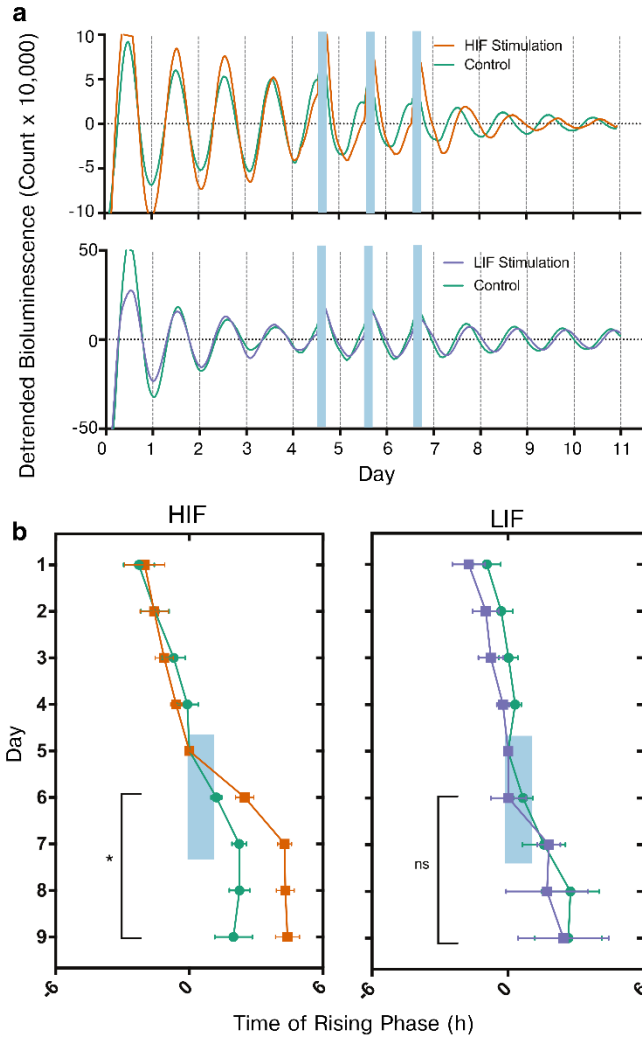 a
Detrended Bioluminescence (Count x 10,000)
10
5
0
-5
-10
HIF Stimulation
Control
50
0
-50
LIF Stimulation
Control
0 1 2 3 4 5 6 7 8 9 10 11
Day
b
HIF
LIF
Day
1
2
3
4
5
6
7
8
9
*
ns
-6 0 6
-6 0 6
Time of Rising Phase (h)